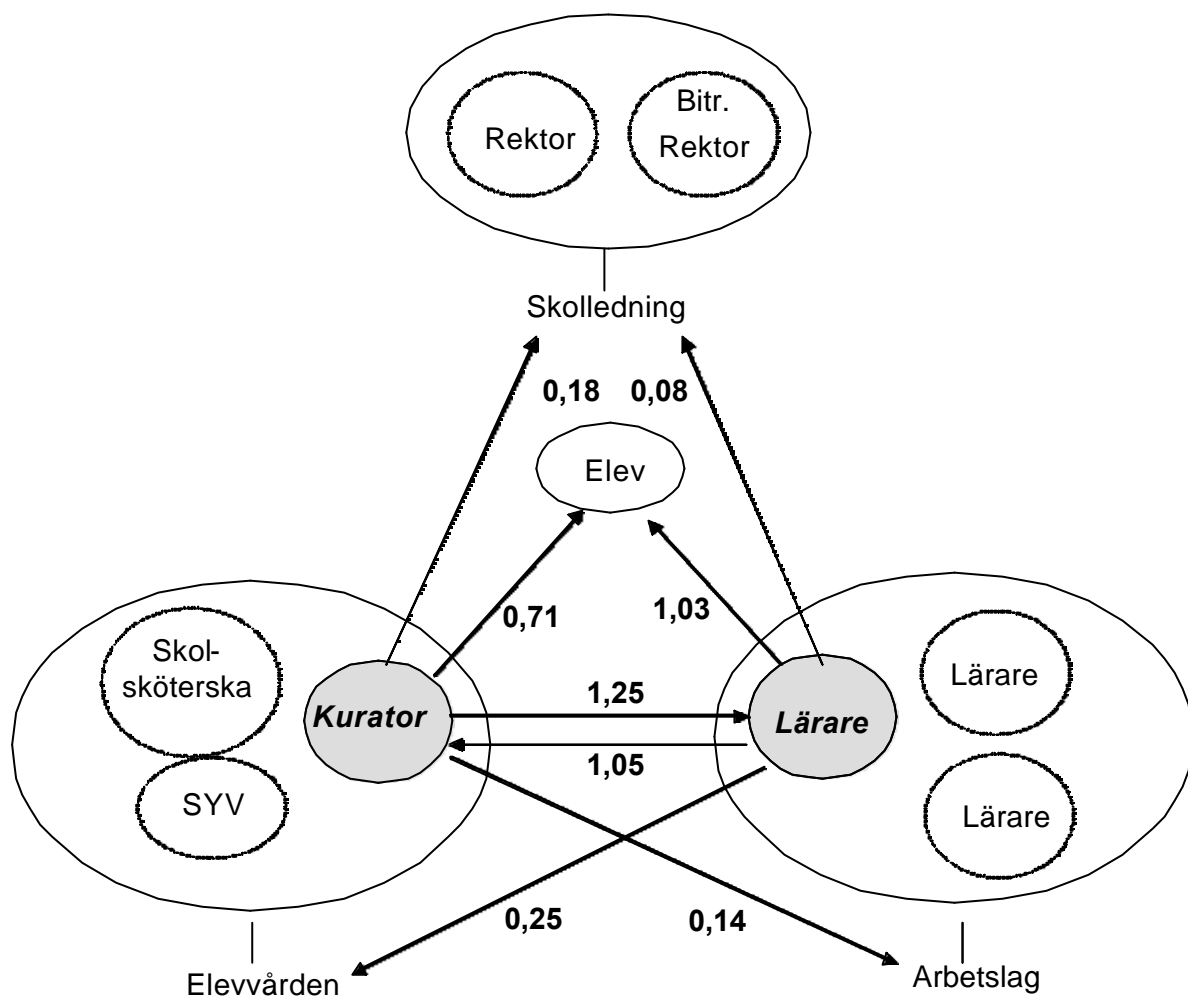 Rektor
Bitr.
Rektor
Skolledning
0,18
0,08
Elev
0,71
1,03
Skol-
sköterska
Kurator
SYV
1,25
1,05
Lärare
Lärare
Lärare
0,25
0,14
Elevvården
Arbetslag